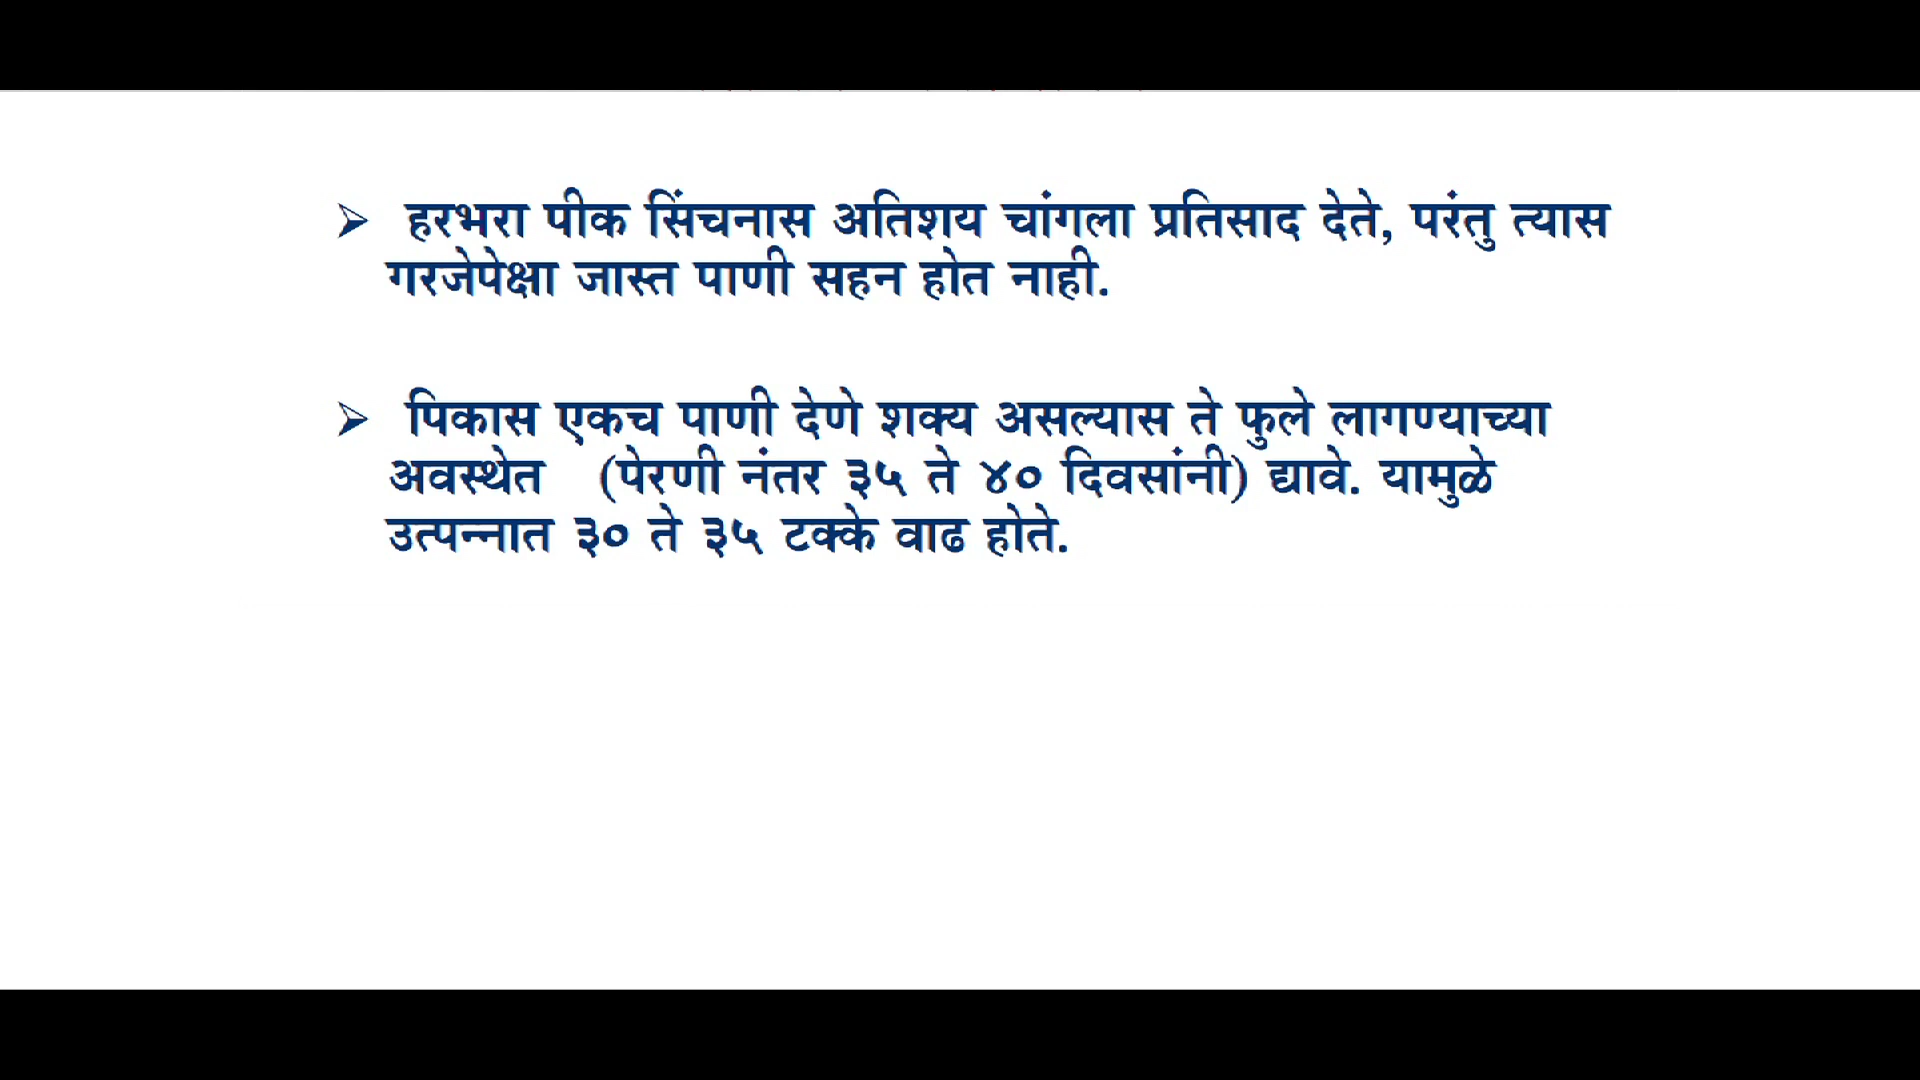 ➢ हरभरा पीक सिंचनास अतिशय चांगला प्रतिसाद देते, परंतु त्यास
गरजेपेक्षा जास्त पाणी सहन होत नाही.
➢ पिकास एकच पाणी देणे शक्य असल्यास ते फुले लागण्याच्या
अवस्थेत (पेरणी नंतर ३५ ते ४० दिवसांनी) द्यावे. यामुळे
उत्पन्नात ३० ते ३५ टक्के वाढ होते.